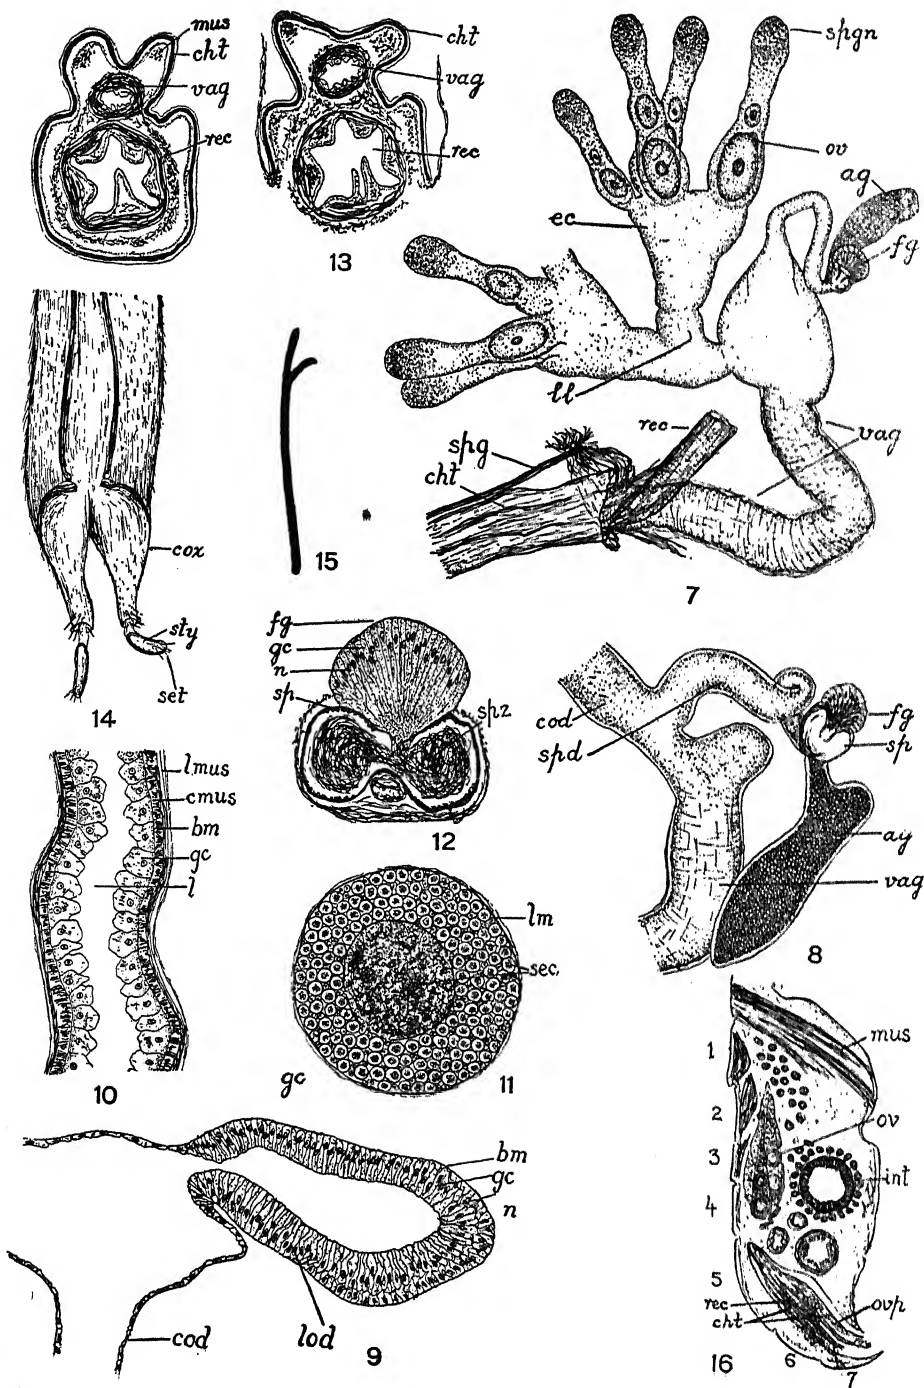 mus
cht
vag
rec
cht
vag
rec
13
spgn
ov
ag
fg
ec
ll
vag
rec
spg
cht
7
cox
sty
set
14
15
fg
gc
n
sp
spz
12
cod
spd
fg
sp
ag
vag
8
lmus
cmus
bm
gc
l
10
lm
sec.
gc
11
1
2
3
4
5
mus
ov
int
rec
cht
ovp
16
6
7
bm
gc
n
cod
lod
9